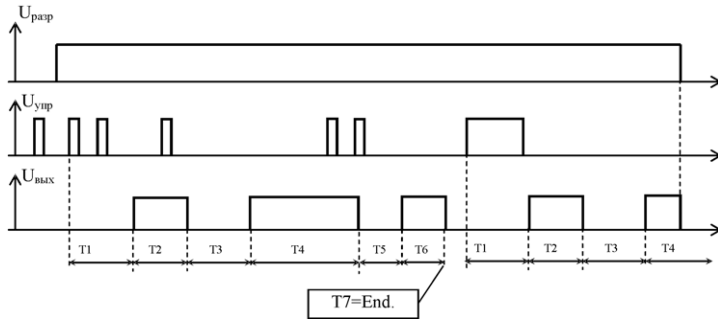 Uразр
Uупр
Uвых
T1 T2 T3 T4 T5 T6 T1 T2 T3 T4
T7=End.